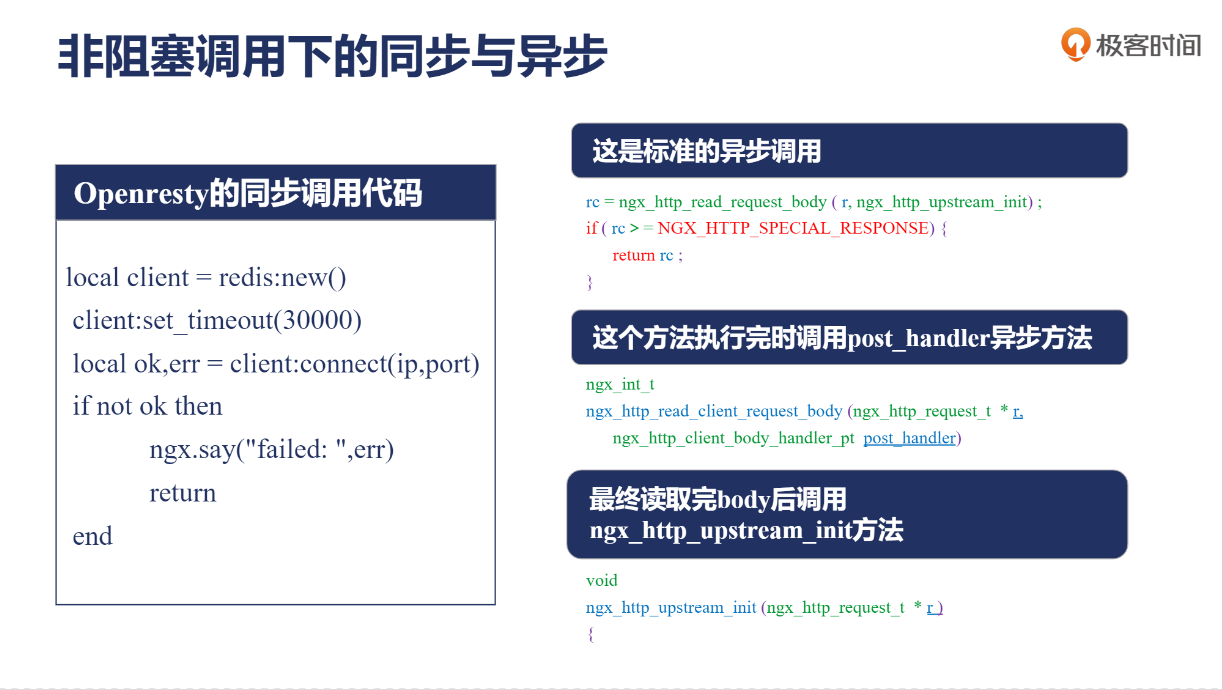 非阻塞调用下的同步与异步
极客时间
Openresty的同步调用代码
local client = redis:new()
client:set_timeout(30000)
local ok,err = client:connect(ip,port)
if not ok then
ngx.say("failed: ",err)
return
end
这是标准的异步调用
rc = ngx_http_read_request_body ( r, ngx_http_upstream_init) ;
if ( rc > = NGX_HTTP_SPECIAL_RESPONSE) {
return rc ;
}
这个方法执行完时调用post_handler异步方法
ngx_int_t
ngx_http_read_client_request_body (ngx_http_request_t * r,
ngx_http_client_body_handler_pt post_handler)
最终读取完body后调用
ngx_http_upstream_init方法
void
ngx_http_upstream_init (ngx_http_request_t * r )
{